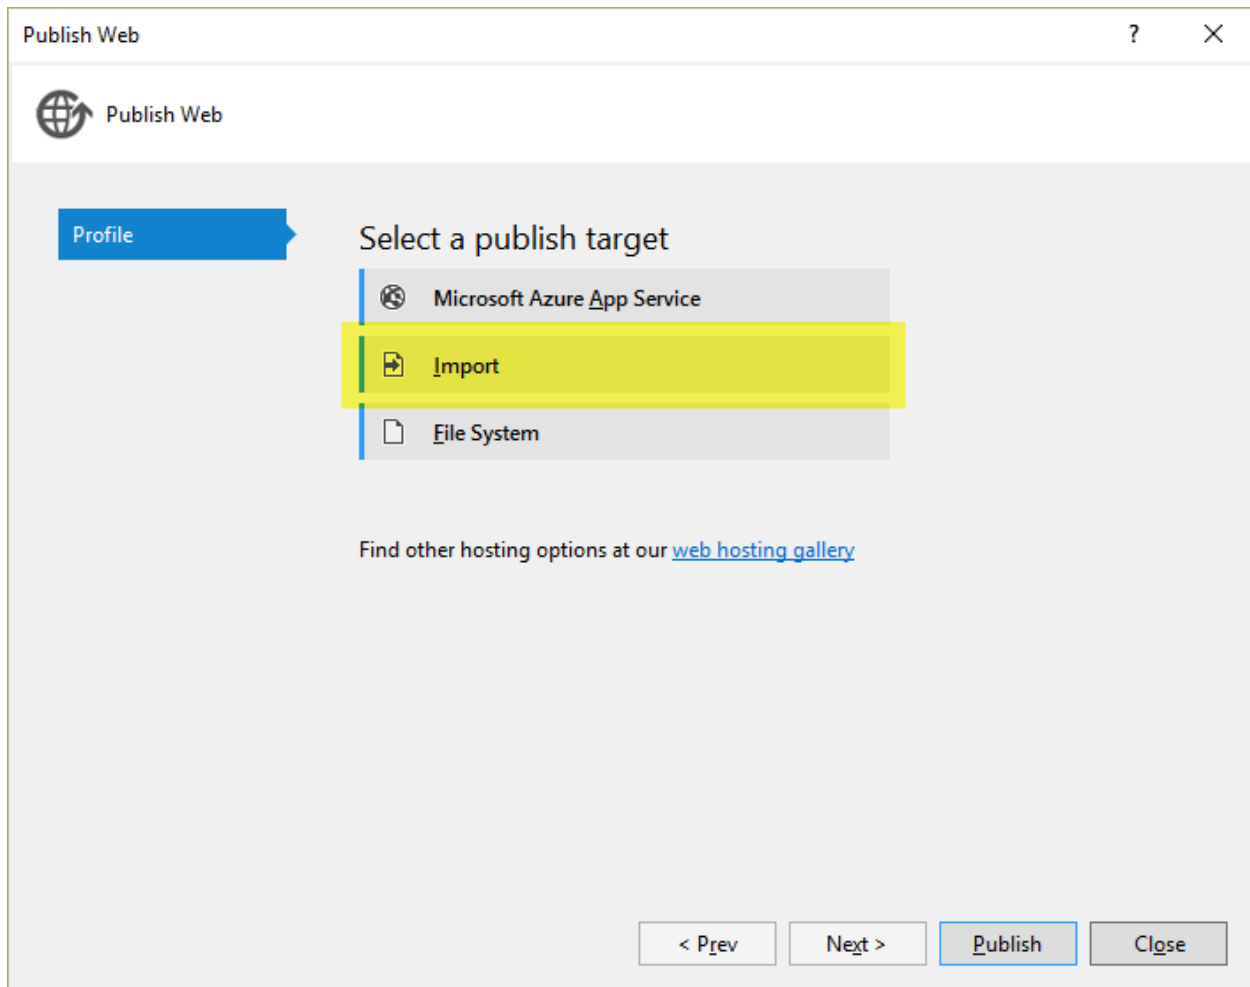 Publish Web
?
Publish Web
Profile
Select a publish target
Microsoft Azure App Service
Import
File System
Find other hosting options at our web hosting gallery
< Prev
Next >
Publish
Close